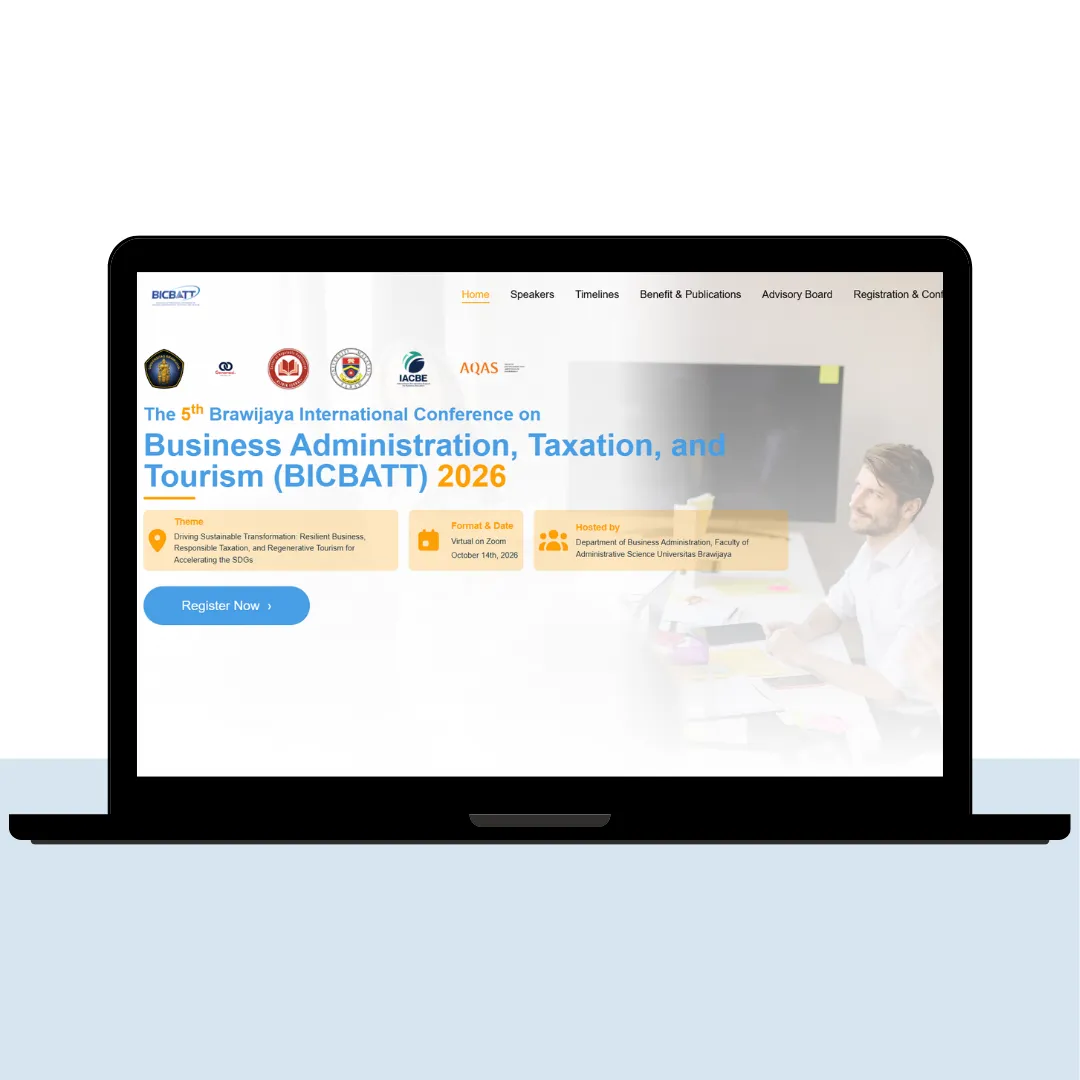 BICBATT
Home Speakers Timelines Benefit & Publications Advisory Board Registration & Conf
IACBE
AQAS
The 5th Brawijaya International Conference on
Business Administration, Taxation, and
Tourism (BICBATT) 2026
Theme
Driving Sustainable Transformation: Resilient Business,
Responsible Taxation, and Regenerative Tourism for
Accelerating the SDGs
Format & Date
Virtual on Zoom
October 14th, 2026
Hosted by
Department of Business Administration, Faculty of
Administrative Science Universitas Brawijaya
Register Now ›